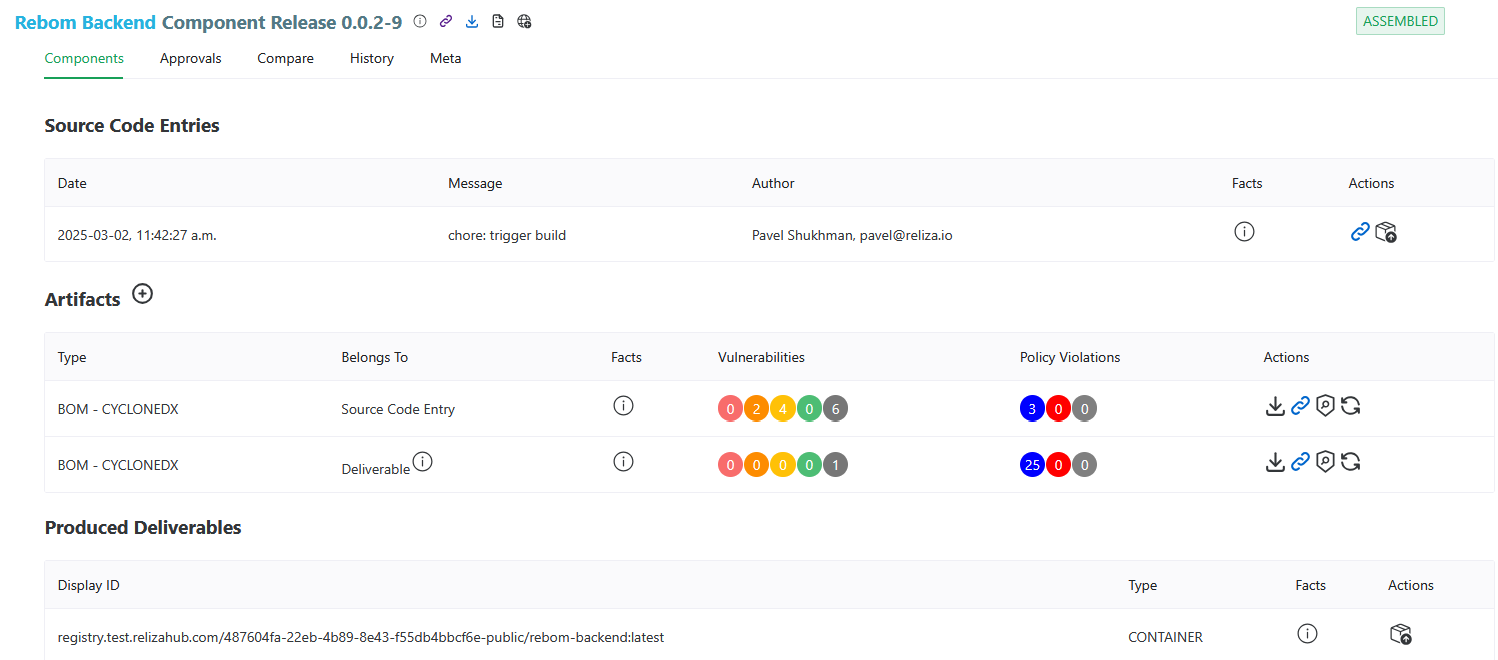 Rebom Backend Component Release 0.0.2-9 ASSEMBLED
Components Approvals Compare History Meta
Source Code Entries
Date Message Author Facts Actions
2025-03-02, 11:42:27 a.m. chore: trigger build Pavel Shukhman, pavel@reliza.io
Artifacts
Type Belongs To Facts Vulnerabilities Policy Violations Actions
BOM - CYCLONEDX Source Code Entry 0 2 4 0 6 3 0 0
BOM - CYCLONEDX Deliverable 0 0 0 0 1 25 0 0
Produced Deliverables
Display ID Type Facts Actions
registry.test.relizahub.com/487604fa-22eb-4b89-8e43-f55db4bbcf6e-public/rebom-backend:latest CONTAINER